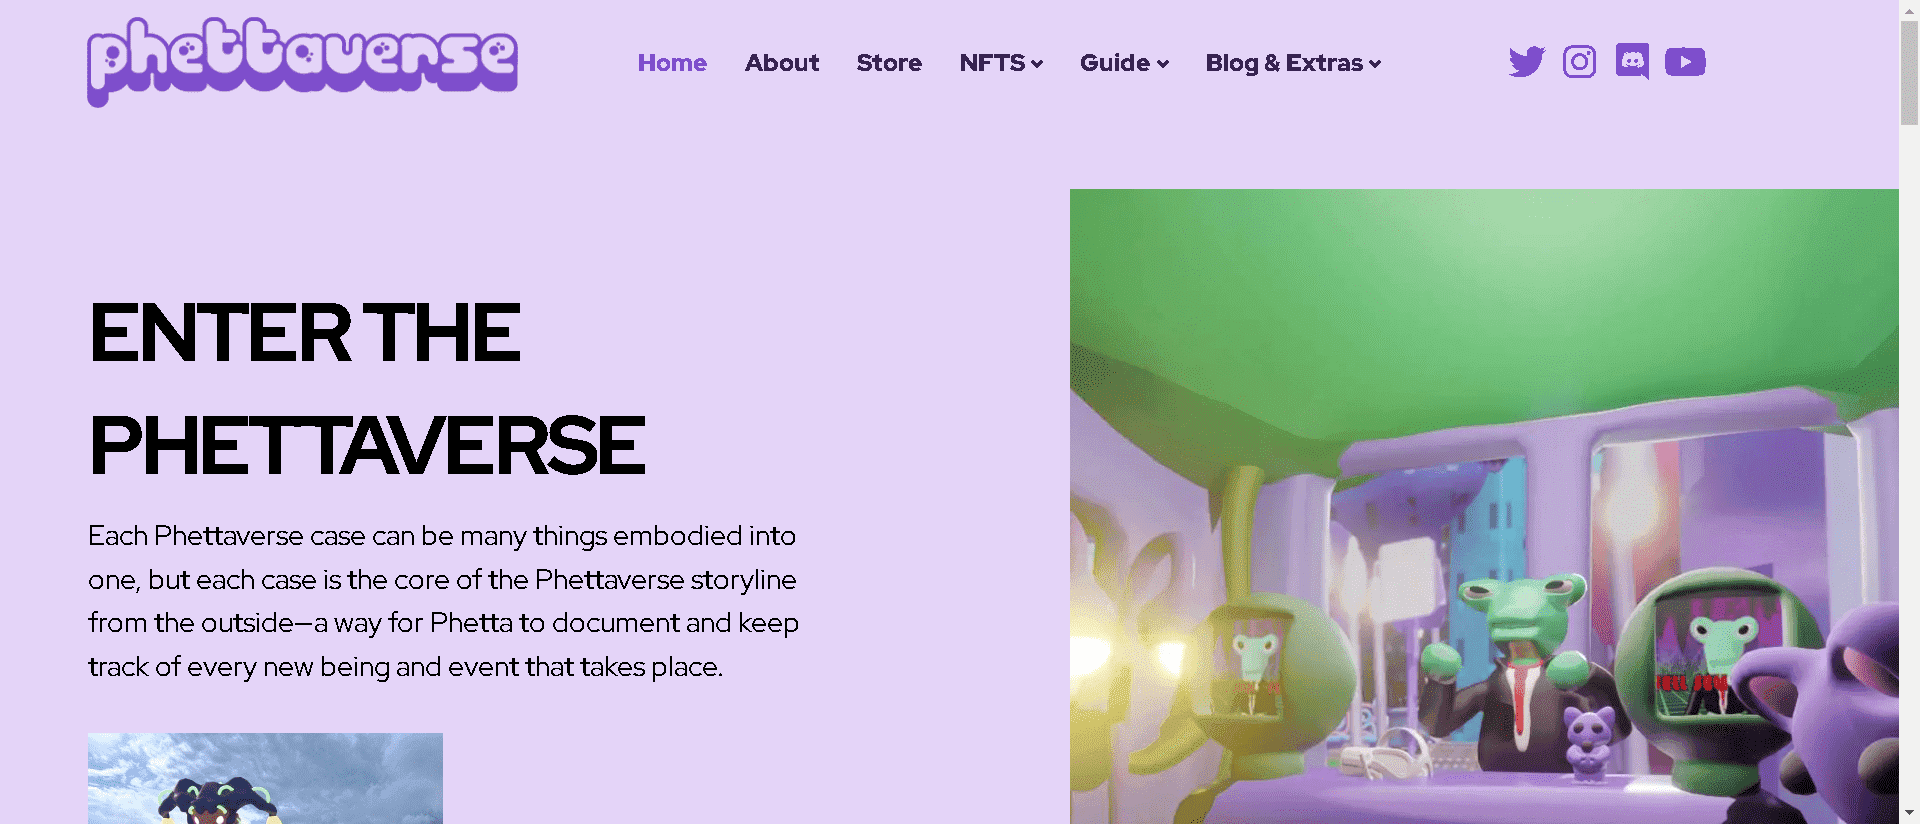 phettaverse
Home About Store NFTS Guide Blog & Extras
ENTER THE
PHETTAVERSE
Each Phettaverse case can be many things embodied into
one, but each case is the core of the Phettaverse storyline
from the outside—a way for Phetta to document and keep
track of every new being and event that takes place.